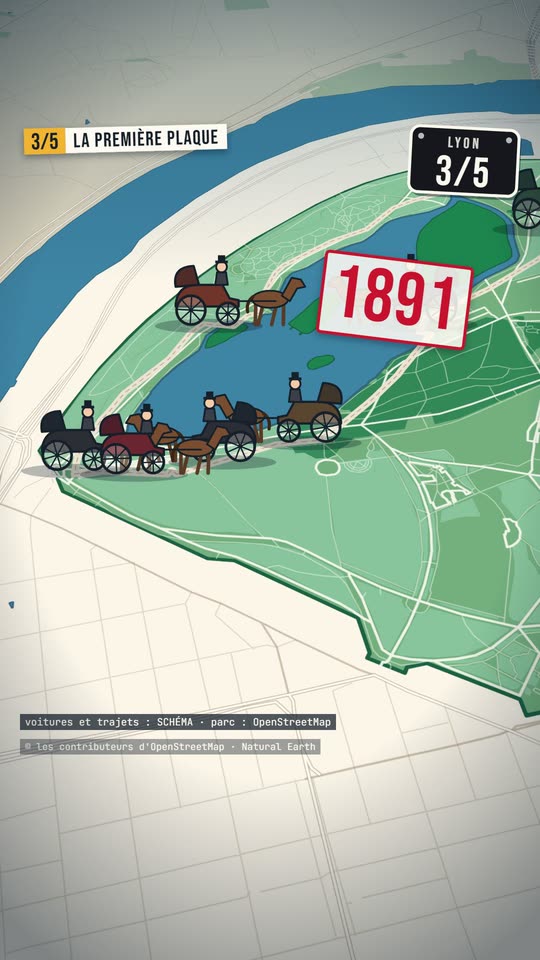 3/5 LA PREMIÈRE PLAQUE
LYON
3/5
1891
voitures et trajets : SCHÉMA · parc : OpenStreetMap
© les contributeurs d'OpenStreetMap · Natural Earth